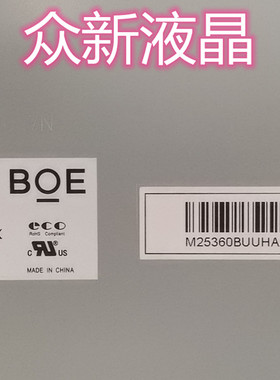 众新液晶
N
BOE
eco
RoHS Compliant
c US
MADE IN CHINA
M25360BUUHA